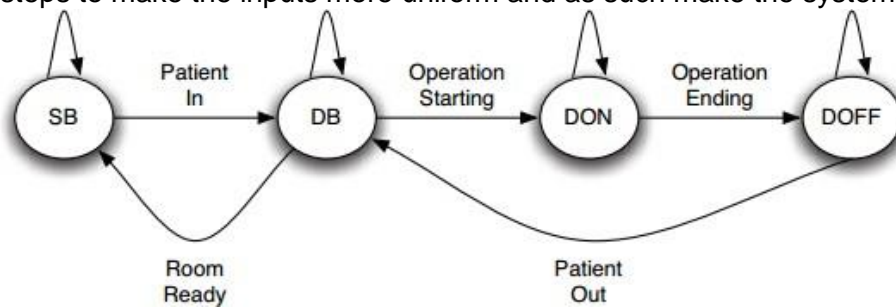 steps to make the inputs more uniform and as such make the system
Patient
In
Operation
Starting
Operation
Ending
SB
DB
DON
DOFF
Room
Ready
Patient
Out